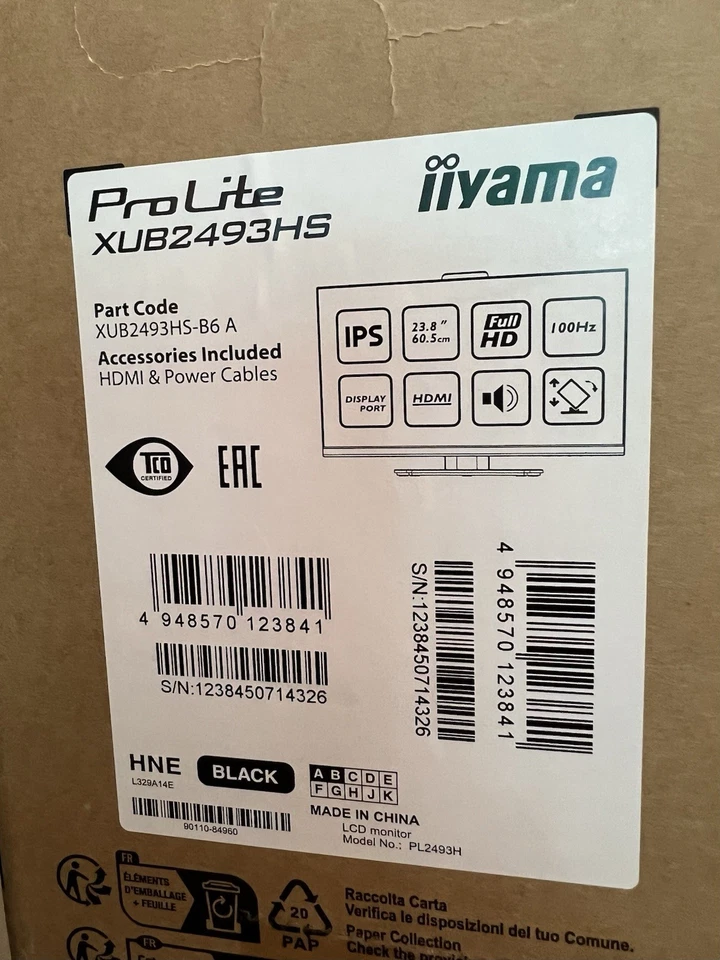 ProLite
iiyama
XUB2493HS
Part Code
XUB2493HS-B6 A
Accessories Included
HDMI & Power Cables
IPS
23.8"
60.5cm
Full
HD
100Hz
DISPLAY
PORT
HDMI
TCO
CERTIFIED
EAC
4 948570 123841
S/N:1238450714326
S/N:1238450714326
4 948570 123841
HNE
BLACK
L329A14E
A B C D E
F G H J K
90110-84960
MADE IN CHINA
LCD monitor
Model No.: PL2493H
FR
ÉLÉMENTS
D'EMBALLAGE
+ FEUILLE
20
PAP
Raccolta Carta
Verifica le disposizioni del tuo Comune.
Paper Collection
Check the
FR